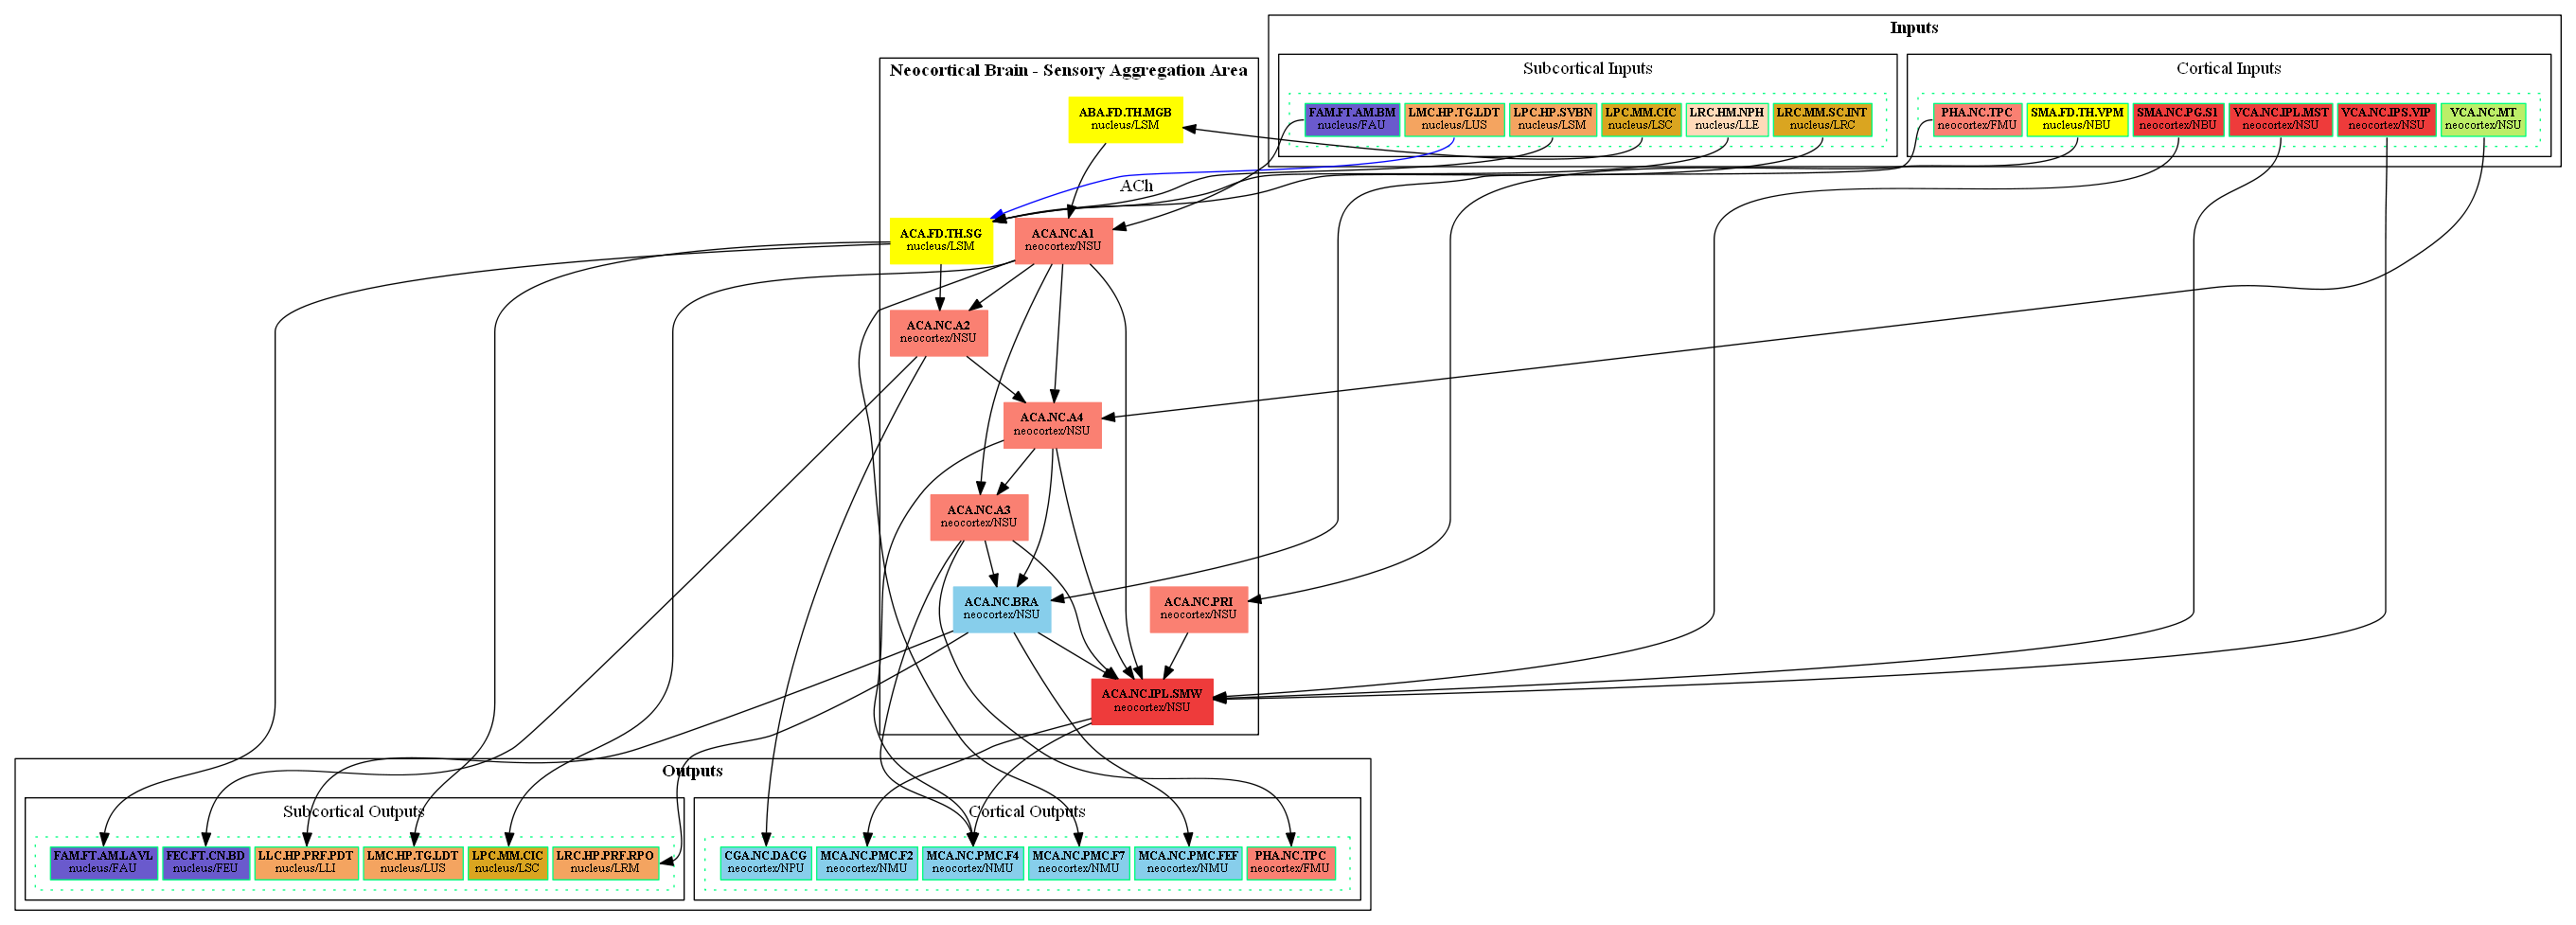 Inputs
Neocortical Brain - Sensory Aggregation Area
Subcortical Inputs
Cortical Inputs
ABA.FD.TH.MGB
nucleus/LSM
FAM.FT.AM.BM
nucleus/FAU
LMC.HP.TG.LDT
nucleus/LUS
LPC.HP.SVBN
nucleus/LSM
LPC.MM.CIC
nucleus/LSC
LRC.HM.NPH
nucleus/LLE
LRC.MM.SC.INT
nucleus/LRC
PHA.NC.TPC
neocortex/FMU
SMA.FD.TH.VPM
nucleus/NBU
SMA.NC.PG.S1
neocortex/NBU
VCA.NC.IPL.MST
neocortex/NSU
VCA.NC.IPS.VIP
neocortex/NSU
VCA.NC.MT
neocortex/NSU
ACh
ACA.FD.TH.SG
nucleus/LSM
ACA.NC.A1
neocortex/NSU
ACA.NC.A2
neocortex/NSU
ACA.NC.A4
neocortex/NSU
ACA.NC.A3
neocortex/NSU
ACA.NC.BRA
neocortex/NSU
ACA.NC.PRI
neocortex/NSU
ACA.NC.IPL.SMW
neocortex/NSU
Outputs
Subcortical Outputs
Cortical Outputs
FAM.FT.AM.LAVL
nucleus/FAU
FEC.FT.CN.BD
nucleus/FEU
LLC.HP.PRF.PDT
nucleus/LLI
LMC.HP.TG.LDT
nucleus/LUS
LPC.MM.CIC
nucleus/LSC
LRC.HP.PRF.RPO
nucleus/LRM
CGA.NC.DACG
neocortex/NPU
MCA.NC.PMC.F2
neocortex/NMU
MCA.NC.PMC.F4
neocortex/NMU
MCA.NC.PMC.F7
neocortex/NMU
MCA.NC.PMC.FEF
neocortex/NMU
PHA.NC.TPC
neocortex/FMU